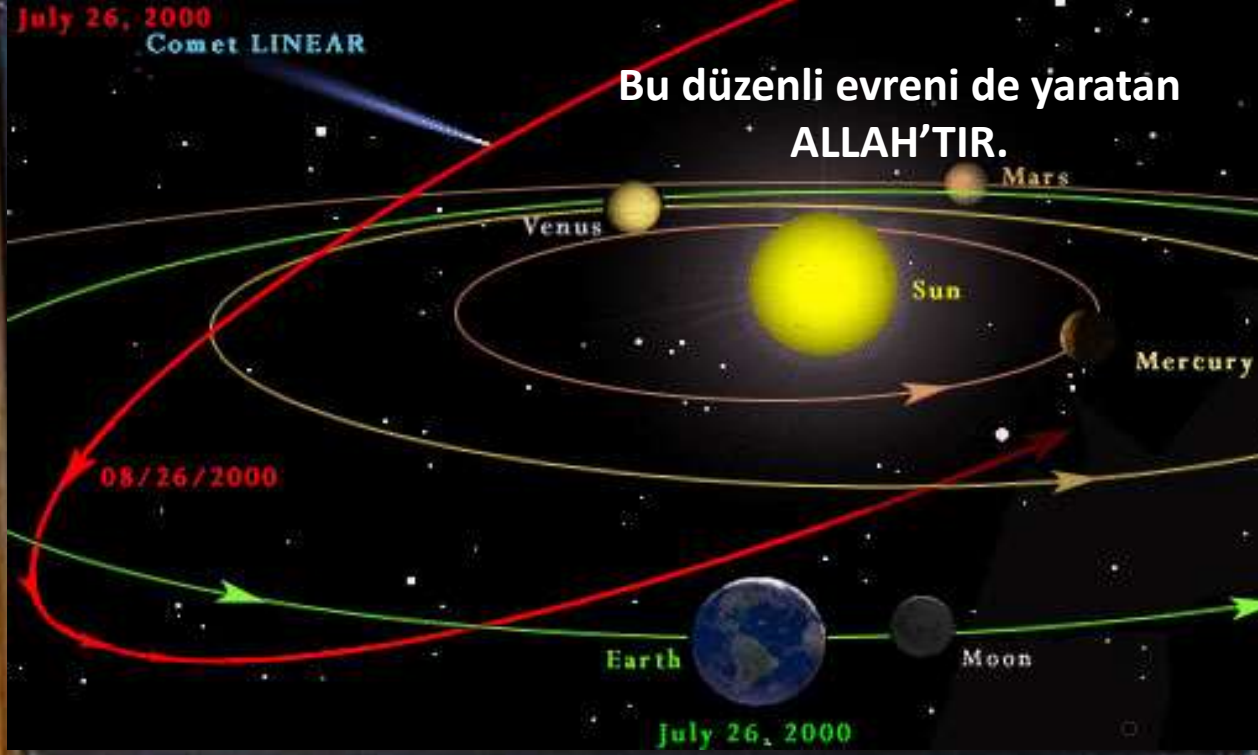 July 26, 2000
Comet LINEAR
Bu düzenli evreni de yaratan
ALLAH’TIR.
Mars
Venus
Sun
Mercury
08/26/2000
Earth
Moon
July 26, 2000